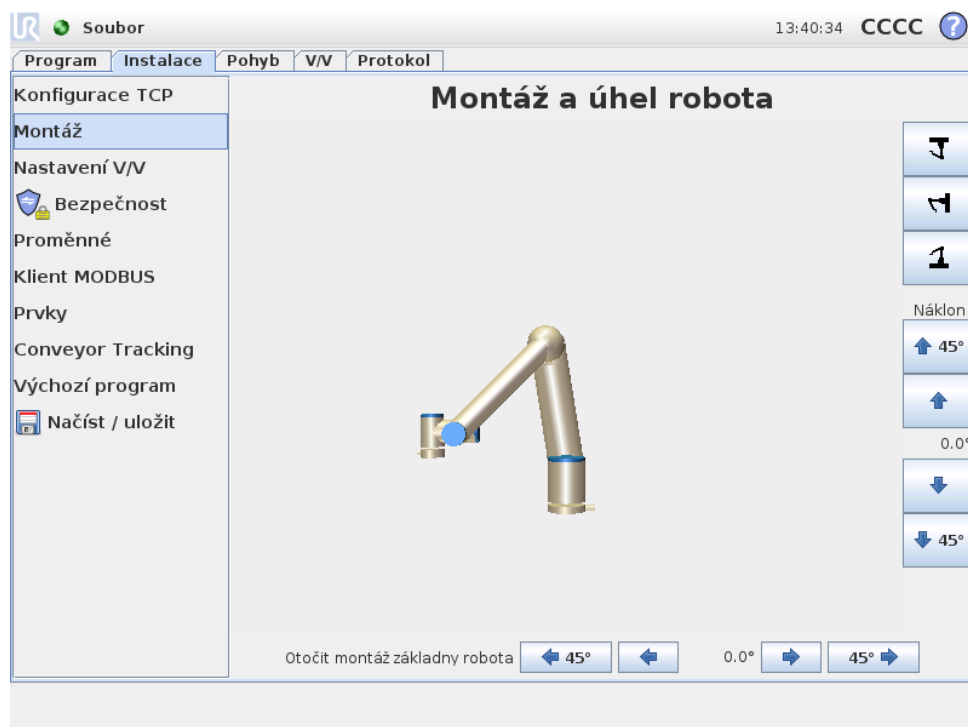 UR Soubor 13:40:34 CCCC ?
Program Instalace Pohyb V/V Protokol
Konfigurace TCP
Montáž
Nastavení V/V
Bezpečnost
Proměnné
Klient MODBUS
Prvky
Conveyor Tracking
Výchozí program
Načíst / uložit
Montáž a úhel robota
Náklon
45°
0.0°
45°
Otočit montáž základny robota 45° 0.0° 45°